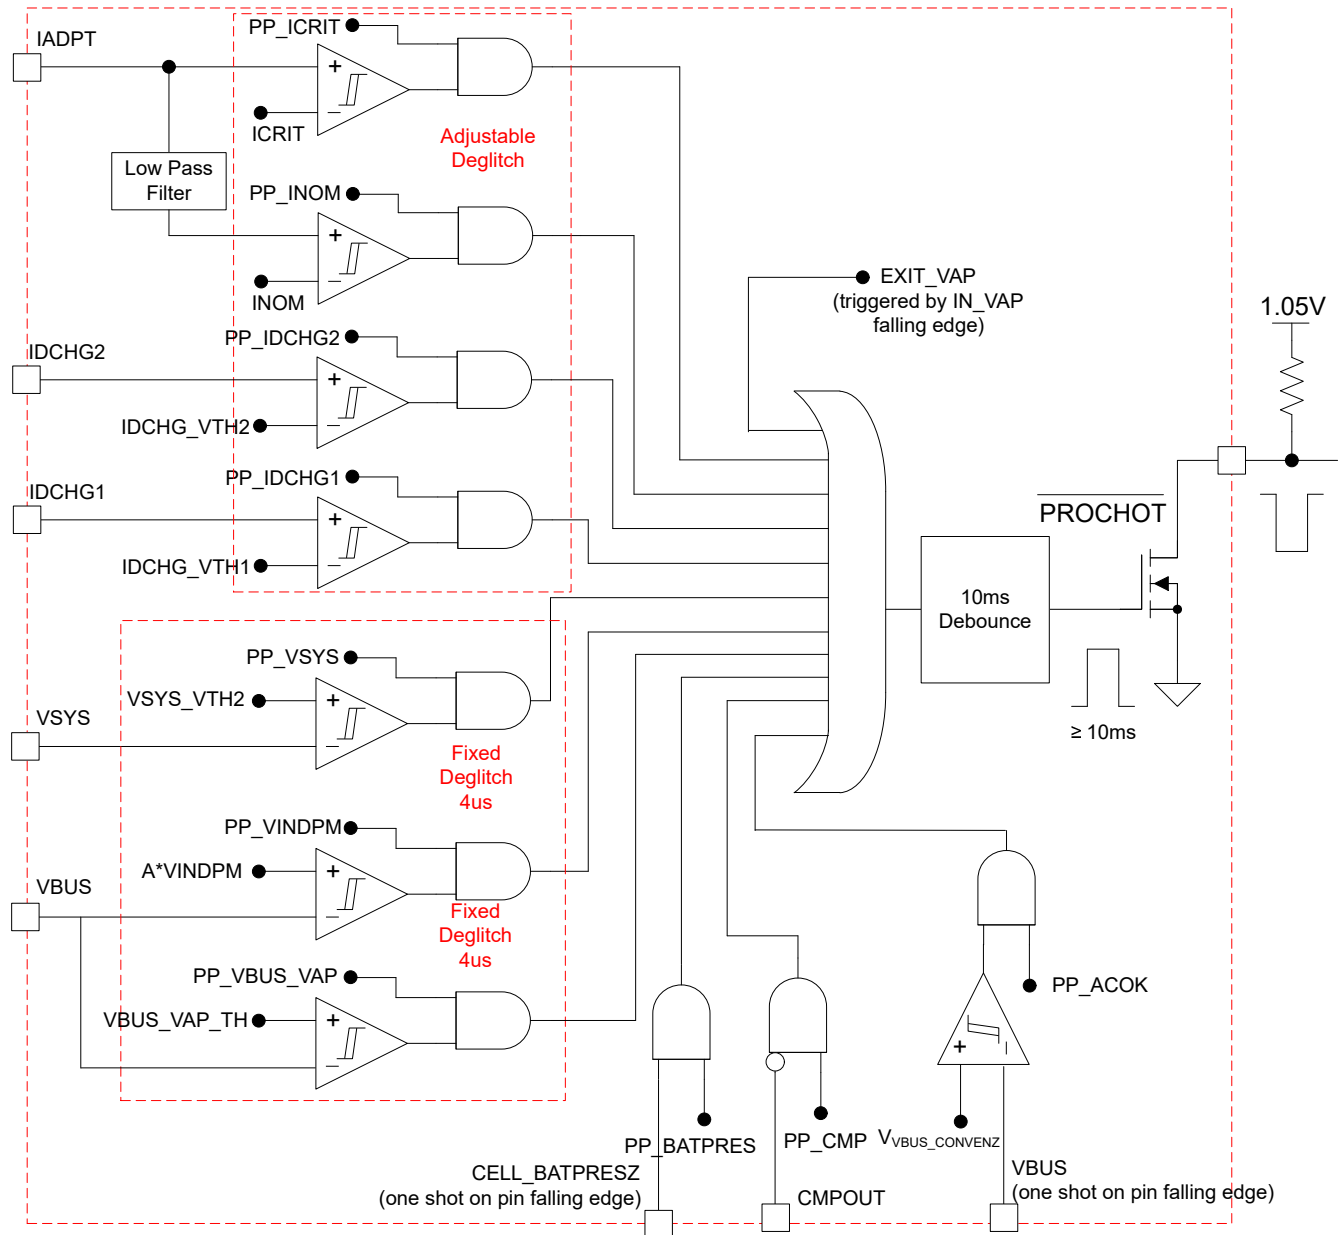 PP_ICRIT
IADPT
+
−
ICRIT
Adjustable
Deglitch
Low Pass
Filter
PP_INOM
+
−
INOM
EXIT_VAP
(triggered by IN_VAP
falling edge)
1.05V
PP_IDCHG2
IDCHG2
+
−
IDCHG_VTH2
PP_IDCHG1
IDCHG1
+
−
IDCHG_VTH1
PROCHOT
10ms
Debounce
≥ 10ms
PP_VSYS
VSYS_VTH2
+
−
VSYS
Fixed
Deglitch
4us
PP_VINDPM
A*VINDPM
+
−
VBUS
Fixed
Deglitch
4us
PP_VBUS_VAP
VBUS_VAP_TH
+
−
PP_ACOK
+
−
PP_BATPRES
PP_CMP
VVBUS_CONVENZ
CELL_BATPRESZ
(one shot on pin falling edge)
CMPOUT
VBUS
(one shot on pin falling edge)